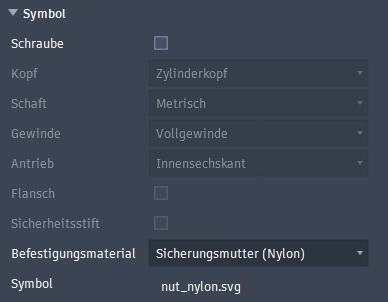 Symbol
Schraube
Kopf Zylinderkopf
Schaft Metrisch
Gewinde Vollgewinde
Antrieb Innensechskant
Flansch
Sicherheitsstift
Befestigungsmaterial Sicherungsmutter (Nylon)
Symbol nut_nylon.svg